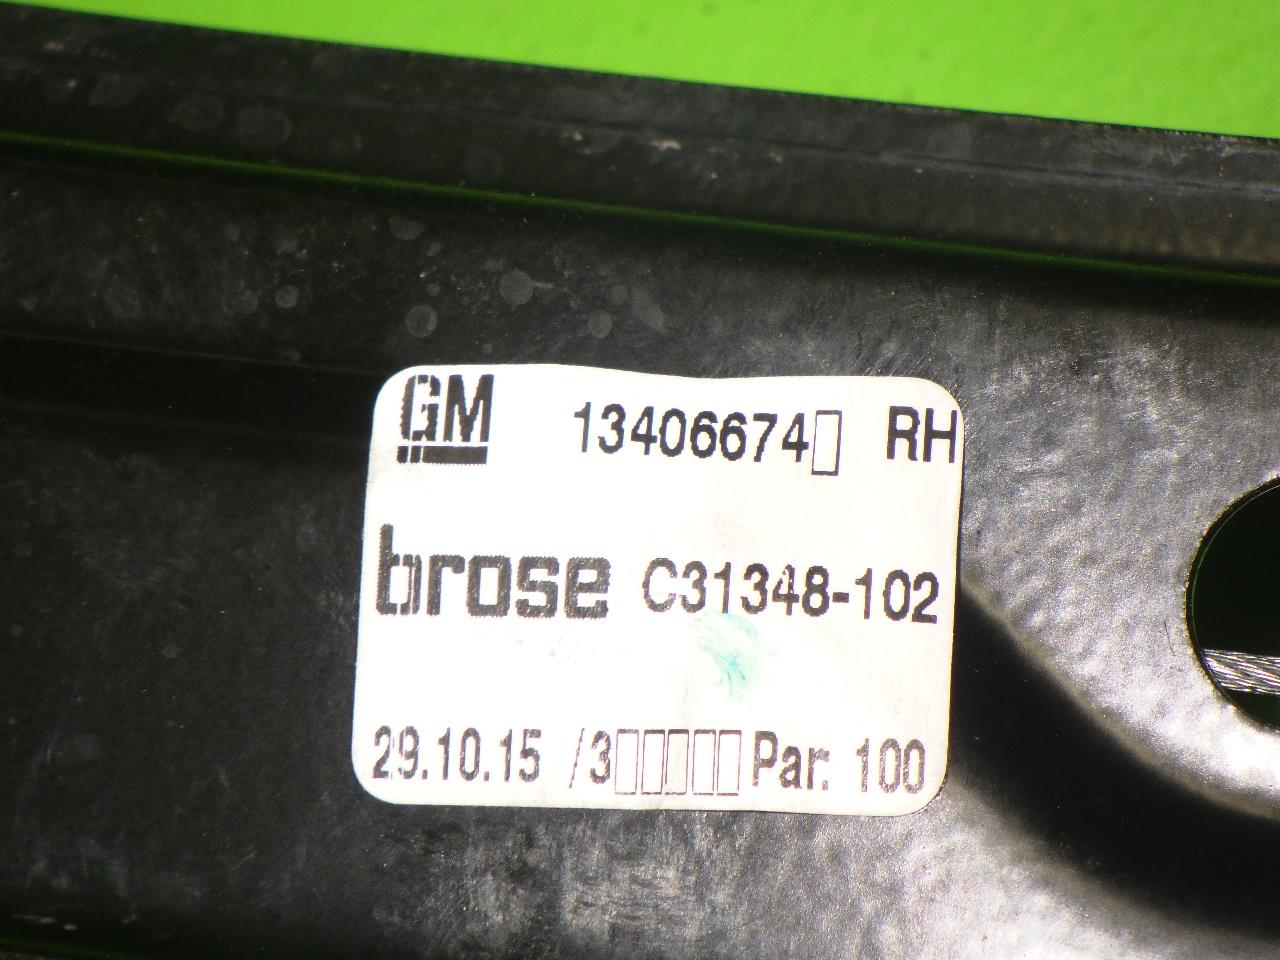 GM 13406674▯ RH
brose C31348-102
29.10.15 /3▯▯▯▯▯Par. 100